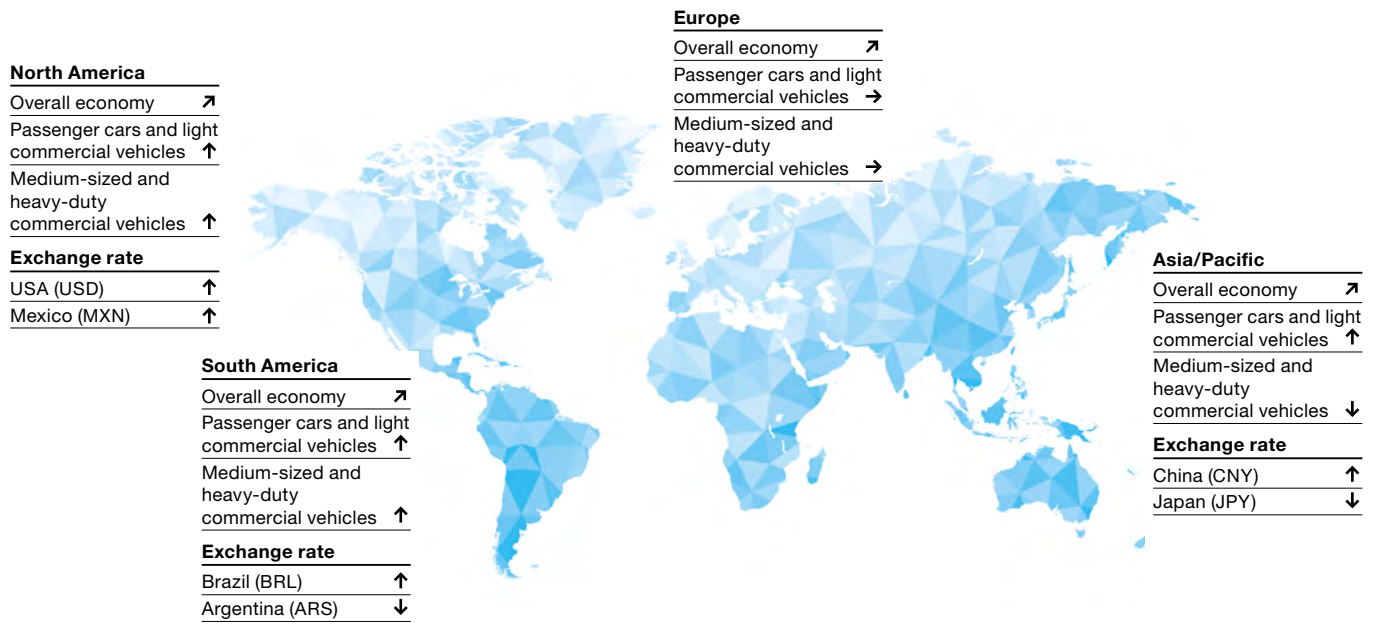 Europe
Overall economy ↗
Passenger cars and light
commercial vehicles →
Medium-sized and
heavy-duty
commercial vehicles →
North America
Overall economy ↗
Passenger cars and light
commercial vehicles ↑
Medium-sized and
heavy-duty
commercial vehicles ↑
Exchange rate
USA (USD) ↑
Mexico (MXN) ↑
Asia/Pacific
Overall economy ↗
Passenger cars and light
commercial vehicles ↑
Medium-sized and
heavy-duty
commercial vehicles ↓
Exchange rate
China (CNY) ↑
Japan (JPY) ↓
South America
Overall economy ↗
Passenger cars and light
commercial vehicles ↑
Medium-sized and
heavy-duty
commercial vehicles ↑
Exchange rate
Brazil (BRL) ↑
Argentina (ARS) ↓